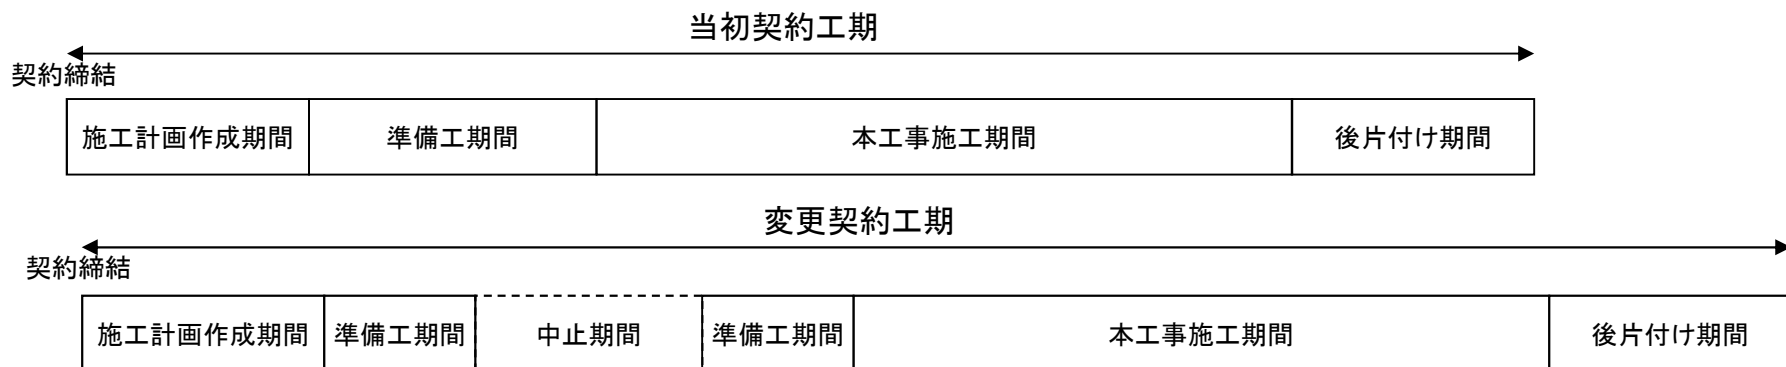 当初契約工期
契約締結
施工計画作成期間 準備工期間 本工事施工期間 後片付け期間
変更契約工期
契約締結
施工計画作成期間 準備工期間 中止期間 準備工期間 本工事施工期間 後片付け期間